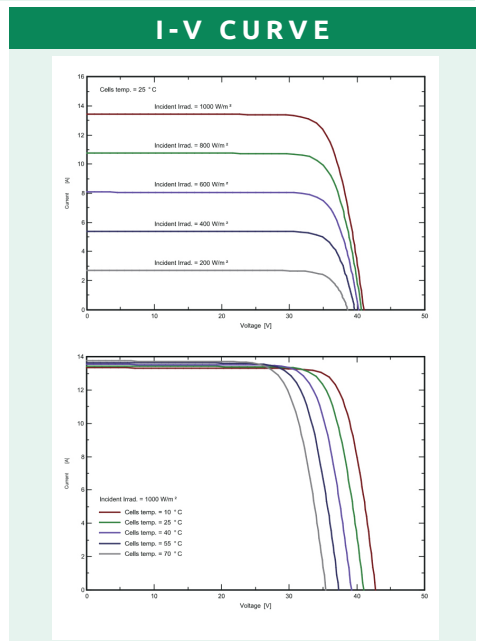 I-V CURVE
16
Cells temp. = 25 °C
14
Incident Irrad. = 1000 W/m²
12
Incident Irrad. = 800 W/m²
10
Current [A]
8
Incident Irrad. = 600 W/m²
6
Incident Irrad. = 400 W/m²
4
Incident Irrad. = 200 W/m²
2
0
0 10 20 30 40 50
Voltage [V]
14
12
10
8
Current [A]
6
Incident Irrad. = 1000 W/m²
Cells temp. = 10 °C
4
Cells temp. = 25 °C
Cells temp. = 40 °C
Cells temp. = 55 °C
2
Cells temp. = 70 °C
0
0 10 20 30 40 50
Voltage [V]